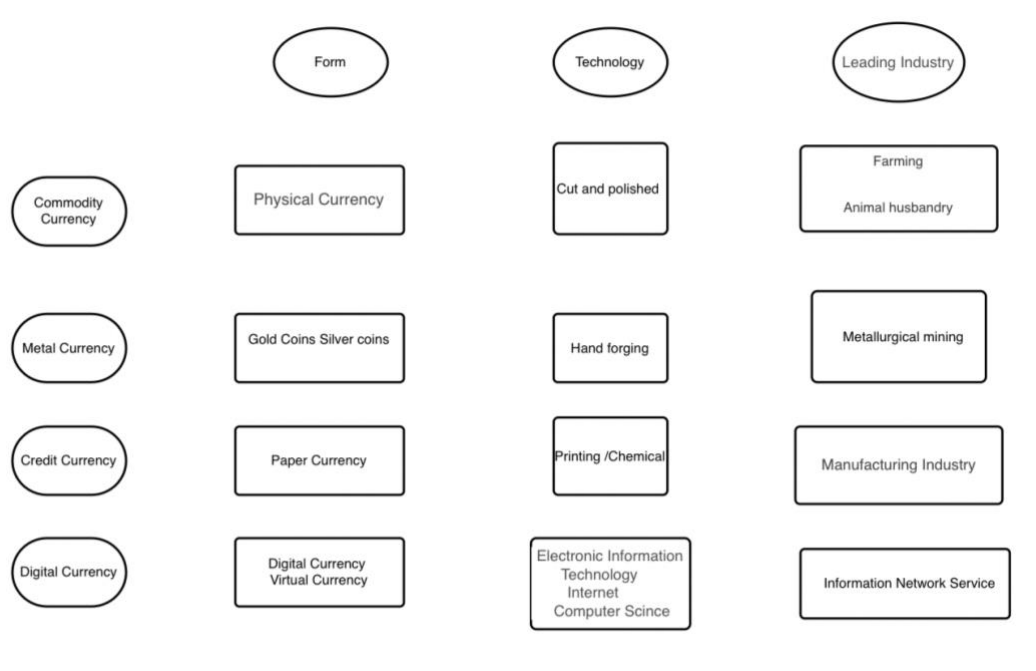 Form
Technology
Leading Industry
Commodity
Currency
Physical Currency
Cut and polished
Farming
Animal husbandry
Metal Currency
Gold Coins Silver coins
Hand forging
Metallurgical mining
Credit Currency
Paper Currency
Printing /Chemical
Manufacturing Industry
Digital Currency
Digital Currency
Virtual Currency
Electronic Information
Technology
Internet
Computer Scince
Information Network Service